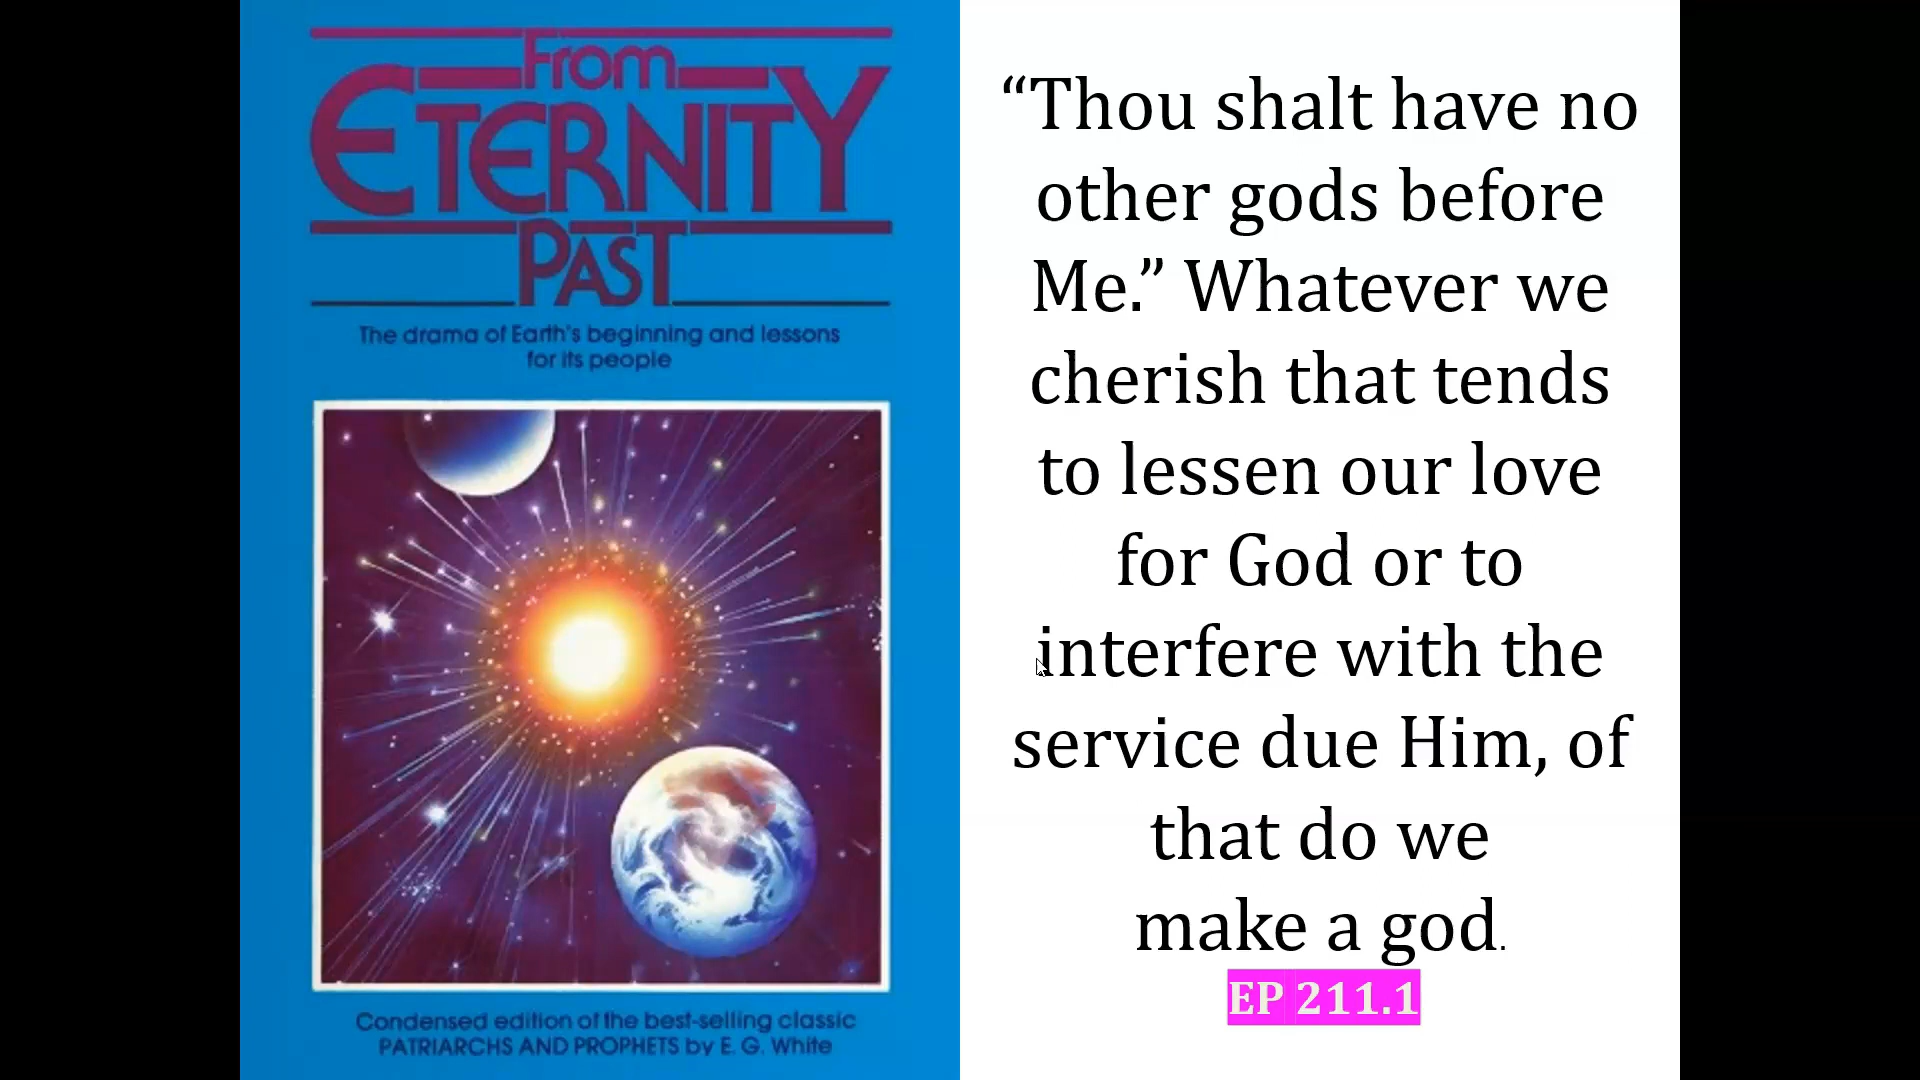 From
ETERNITY
PAST
The drama of Earth's beginning and lessons
for its people
Condensed edition of the best-selling classic
PATRIARCHS AND PROPHETS by E. G. White
“Thou shalt have no
other gods before
Me.” Whatever we
cherish that tends
to lessen our love
for God or to
interfere with the
service due Him, of
that do we
make a god.
EP 211.1